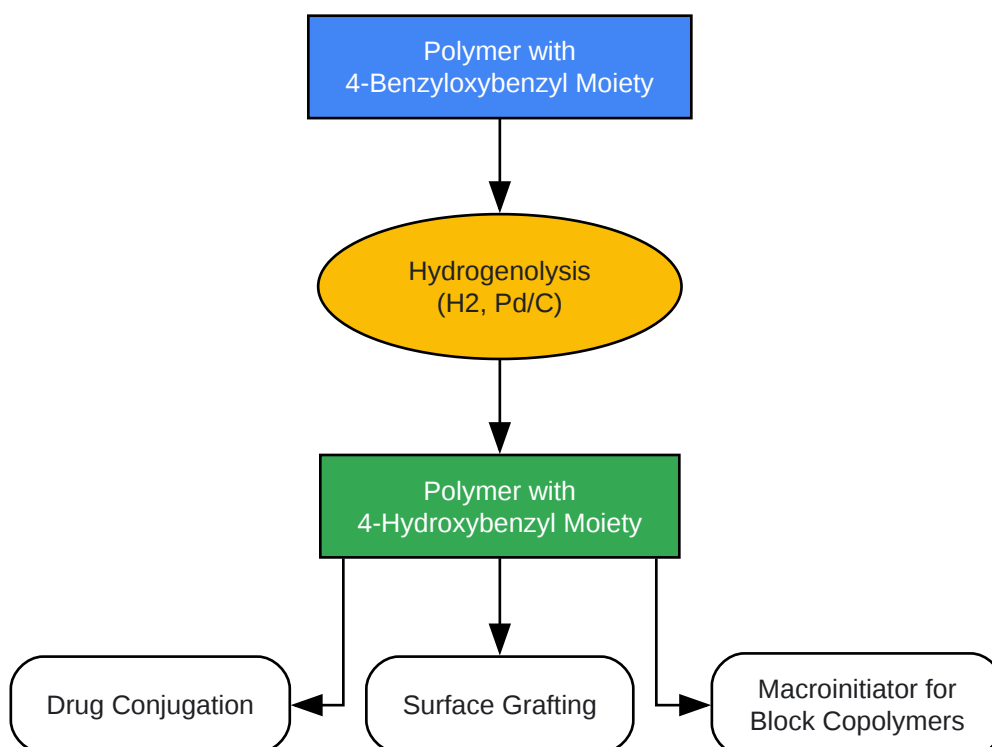 Polymer with
4-Benzyloxybenzyl Moiety
Hydrogenolysis
(H2, Pd/C)
Polymer with
4-Hydroxybenzyl Moiety
Drug Conjugation
Surface Grafting
Macroinitiator for
Block Copolymers